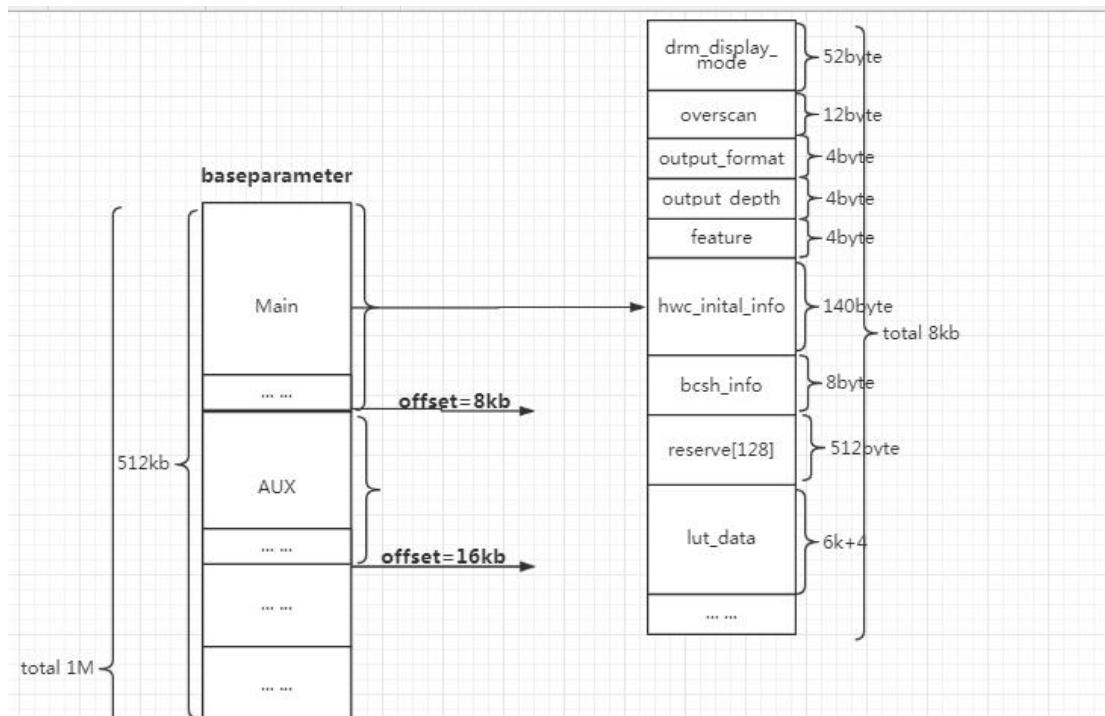 baseparameter
Main
... ...
offset=8kb
AUX
... ...
offset=16kb
... ...
... ...
512kb
total 1M
drm_display_
mode
52byte
overscan
12byte
output_format
4byte
output_depth
4byte
feature
4byte
hwc_inital_info
140byte
bcsh_info
8byte
reserve[128]
512byte
lut_data
6k+4
... ...
total 8kb